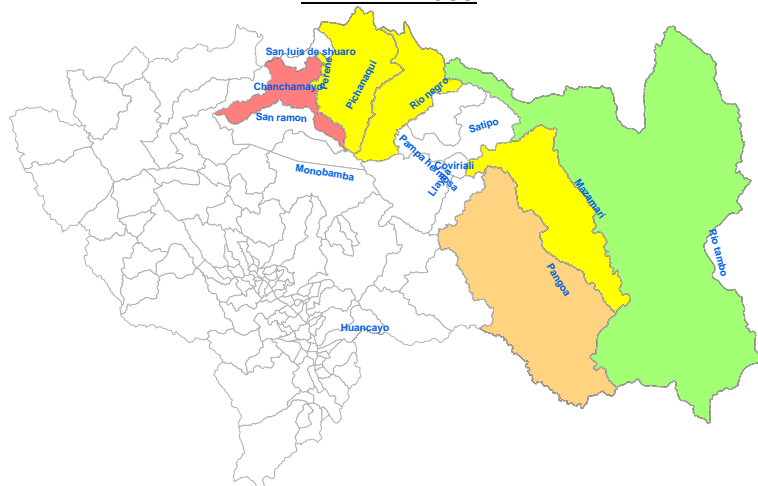 San luis de shuaro
Perene
Chanchamayo
Pichanaqui
Rio negro
San ramon
Satipo
Monobamba
Pampa hermosa
Coviriali
Mazamari
Rio tambo
Pangoa
Huancayo